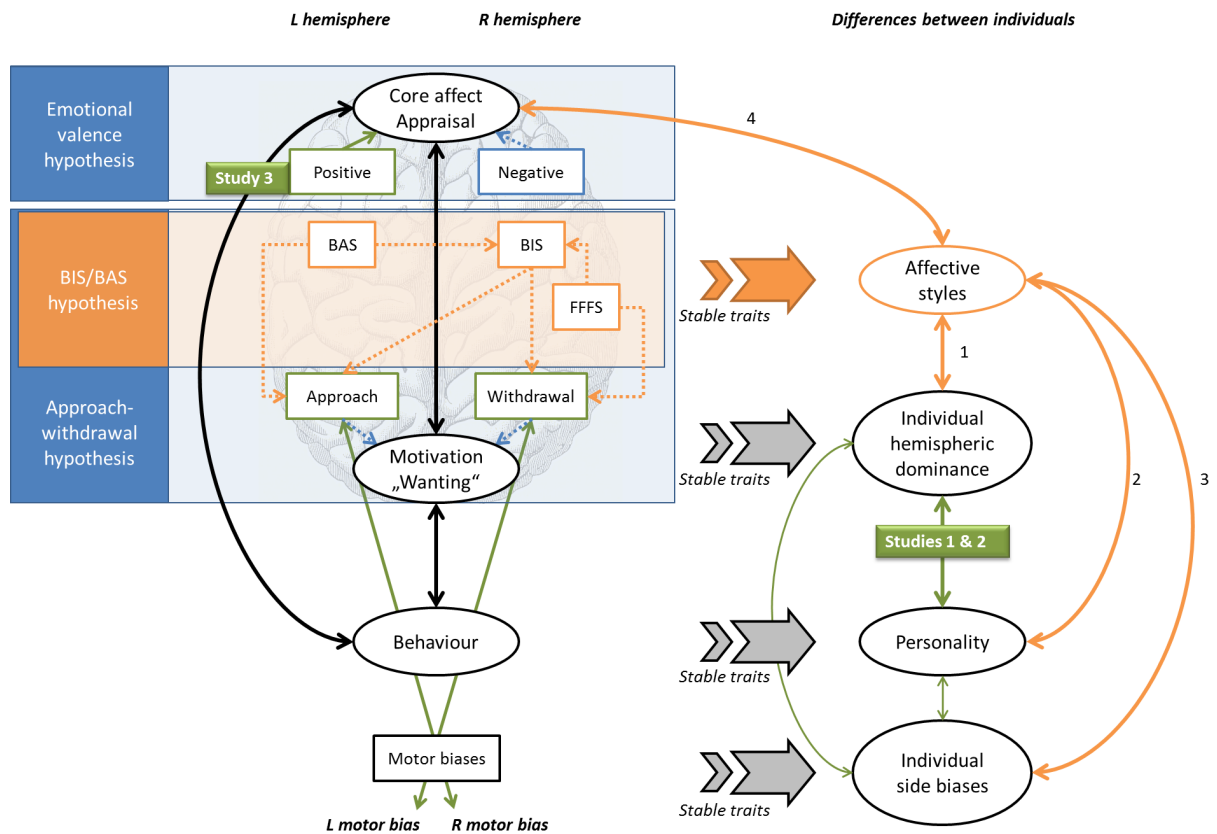 L hemisphere
R hemisphere
Differences between individuals
Emotional
valence
hypothesis
Core affect
Appraisal
Study 3
Positive
Negative
4
BIS/BAS
hypothesis
BAS
BIS
FFFS
Stable traits
Affective
styles
1
Approach-
withdrawal
hypothesis
Approach
Withdrawal
Motivation
„Wanting“
Stable traits
Individual
hemispheric
dominance
2
3
Studies 1 & 2
Behaviour
Stable traits
Personality
Motor biases
L motor bias
R motor bias
Stable traits
Individual
side biases